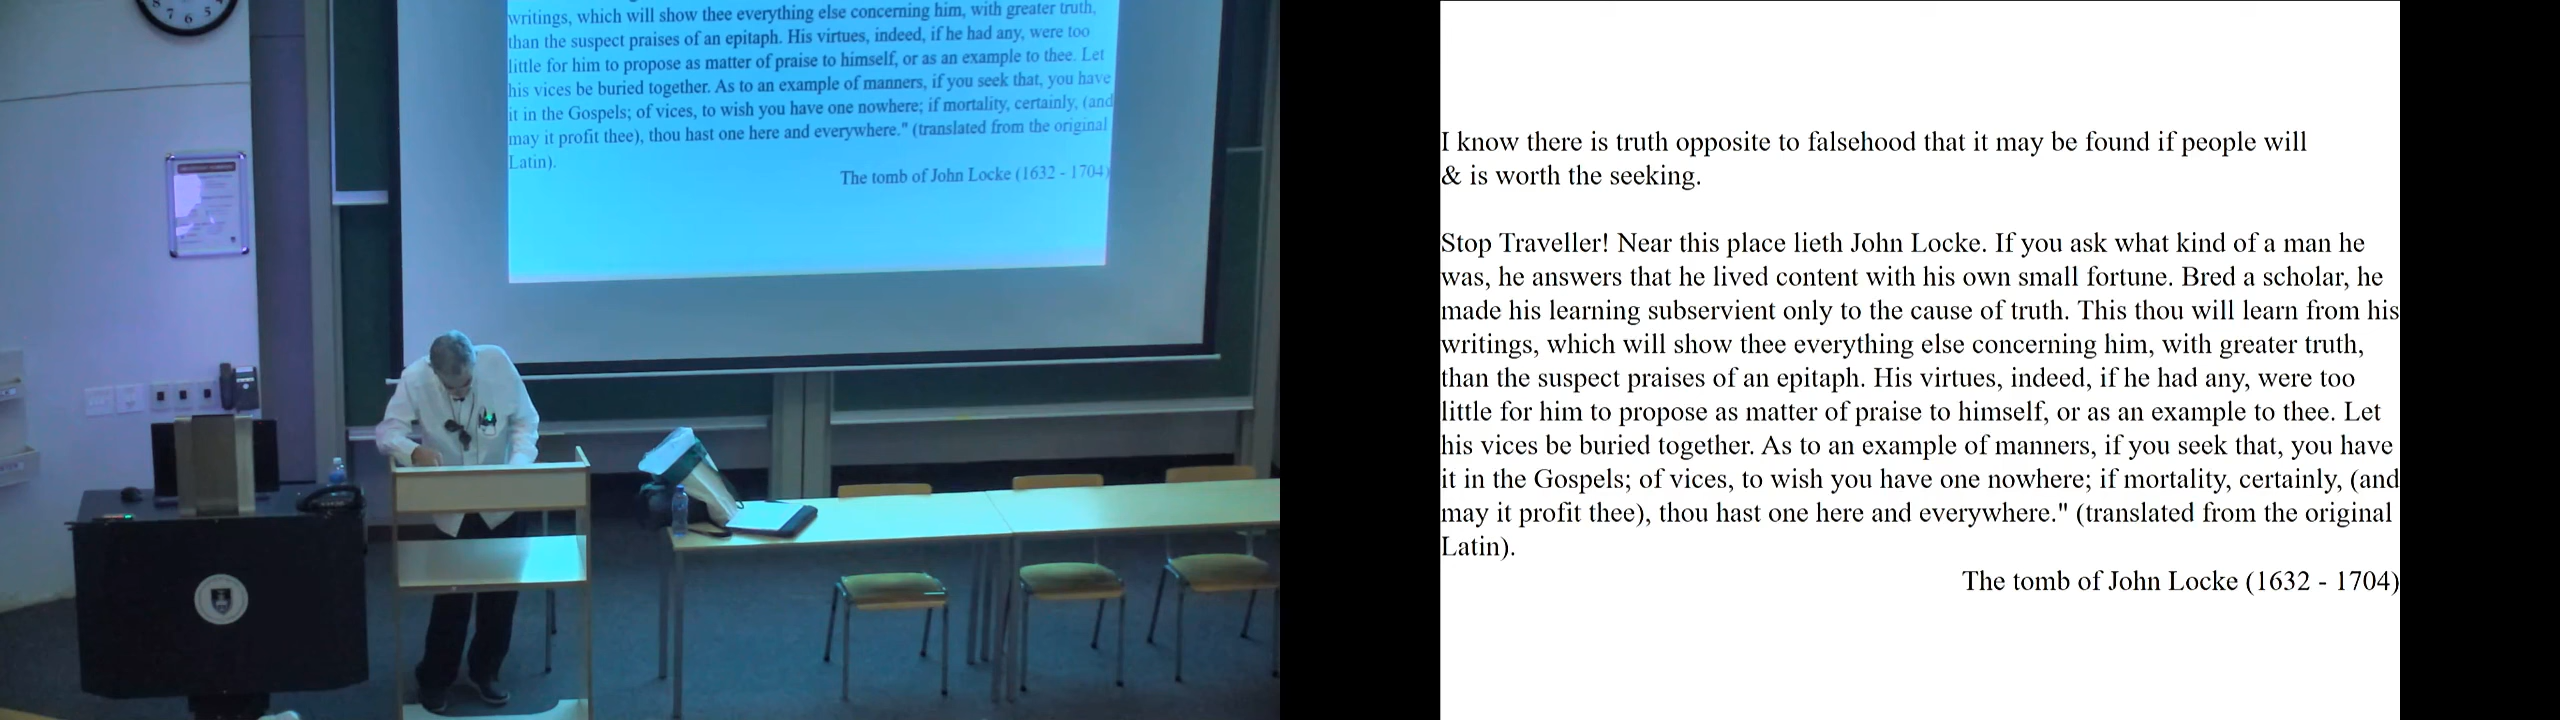 7 6 5
writings, which will show thee everything else concerning him, with greater truth,
than the suspect praises of an epitaph. His virtues, indeed, if he had any, were too
little for him to propose as matter of praise to himself, or as an example to thee. Let
his vices be buried together. As to an example of manners, if you seek that, you have
it in the Gospels; of vices, to wish you have one nowhere; if mortality, certainly, (and
may it profit thee), thou hast one here and everywhere." (translated from the original
Latin).
The tomb of John Locke (1632 - 1704)
I know there is truth opposite to falsehood that it may be found if people will
& is worth the seeking.
Stop Traveller! Near this place lieth John Locke. If you ask what kind of a man he
was, he answers that he lived content with his own small fortune. Bred a scholar, he
made his learning subservient only to the cause of truth. This thou will learn from his
writings, which will show thee everything else concerning him, with greater truth,
than the suspect praises of an epitaph. His virtues, indeed, if he had any, were too
little for him to propose as matter of praise to himself, or as an example to thee. Let
his vices be buried together. As to an example of manners, if you seek that, you have
it in the Gospels; of vices, to wish you have one nowhere; if mortality, certainly, (and
may it profit thee), thou hast one here and everywhere." (translated from the original
Latin).
The tomb of John Locke (1632 - 1704)